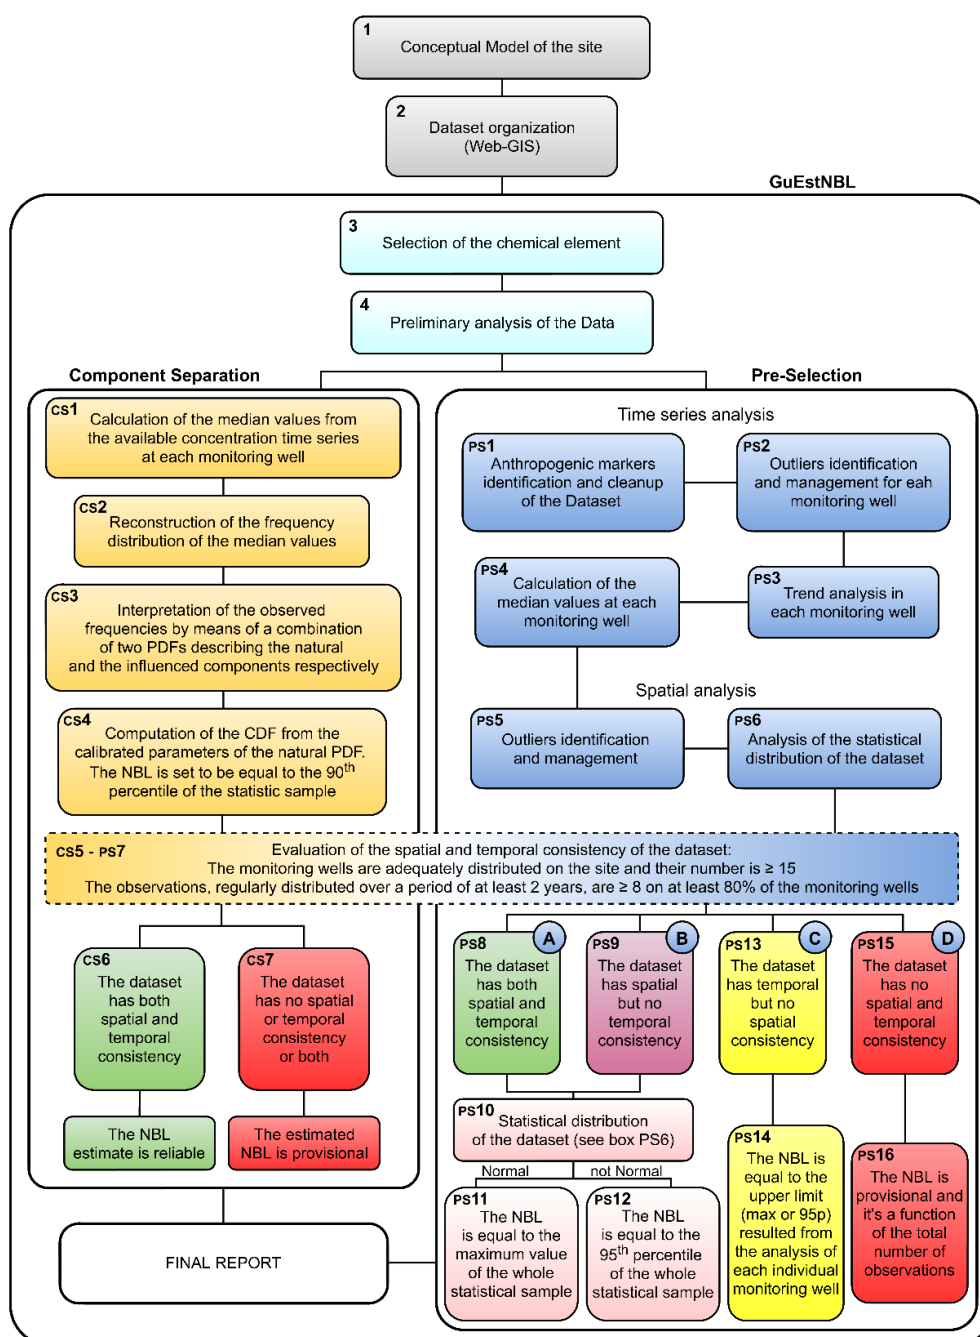 1
Conceptual Model of the site
2
Dataset organization
(Web-GIS)
GuEstNBL
3
Selection of the chemical element
4
Preliminary analysis of the Data
Component Separation
CS1
Calculation of the median values from
the available concentration time series
at each monitoring well
CS2
Reconstruction of the frequency
distribution of the median values
CS3
Interpretation of the observed
frequencies by means of a combination
of two PDFs describing the natural
and the influenced components respectively
CS4
Computation of the CDF from the
calibrated parameters of the natural PDF.
The NBL is set to be equal to the 90th
percentile of the statistic sample
Pre-Selection
Time series analysis
PS1
Anthropogenic markers
identification and cleanup
of the Dataset
PS2
Outliers identification
and management for eah
monitoring well
PS4
Calculation of the
median values at each
monitoring well
PS3
Trend analysis in
each monitoring well
Spatial analysis
PS5
Outliers identification
and management
PS6
Analysis of the statistical
distribution of the dataset
CS5 - PS7
Evaluation of the spatial and temporal consistency of the dataset:
The monitoring wells are adequately distributed on the site and their number is ≥ 15
The observations, regularly distributed over a period of at least 2 years, are ≥ 8 on at least 80% of the monitoring wells
CS6
The dataset
has both
spatial and
temporal
consistency
CS7
The dataset
has no spatial
or temporal
consistency
or both
The NBL
estimate is reliable
The estimated
NBL is provisional
PS8
A
The dataset
has both
spatial and
temporal
consistency
PS9
B
The dataset
has spatial
but no
temporal
consistency
PS13
C
The dataset
has temporal
but no
spatial
consistency
PS15
D
The dataset
has no
spatial and
temporal
consistency
PS10
Statistical distribution
of the dataset (see box PS6)
Normal
not Normal
PS11
The NBL
is equal to the
maximum value
of the whole
statistical sample
PS12
The NBL
is equal to the
95th percentile
of the whole
statistical sample
PS14
The NBL is
equal to the
upper limit
(max or 95p)
resulted from
the analysis of
each individual
monitoring well
PS16
The NBL is
provisional and
it's a function
of the total
number of
observations
FINAL REPORT